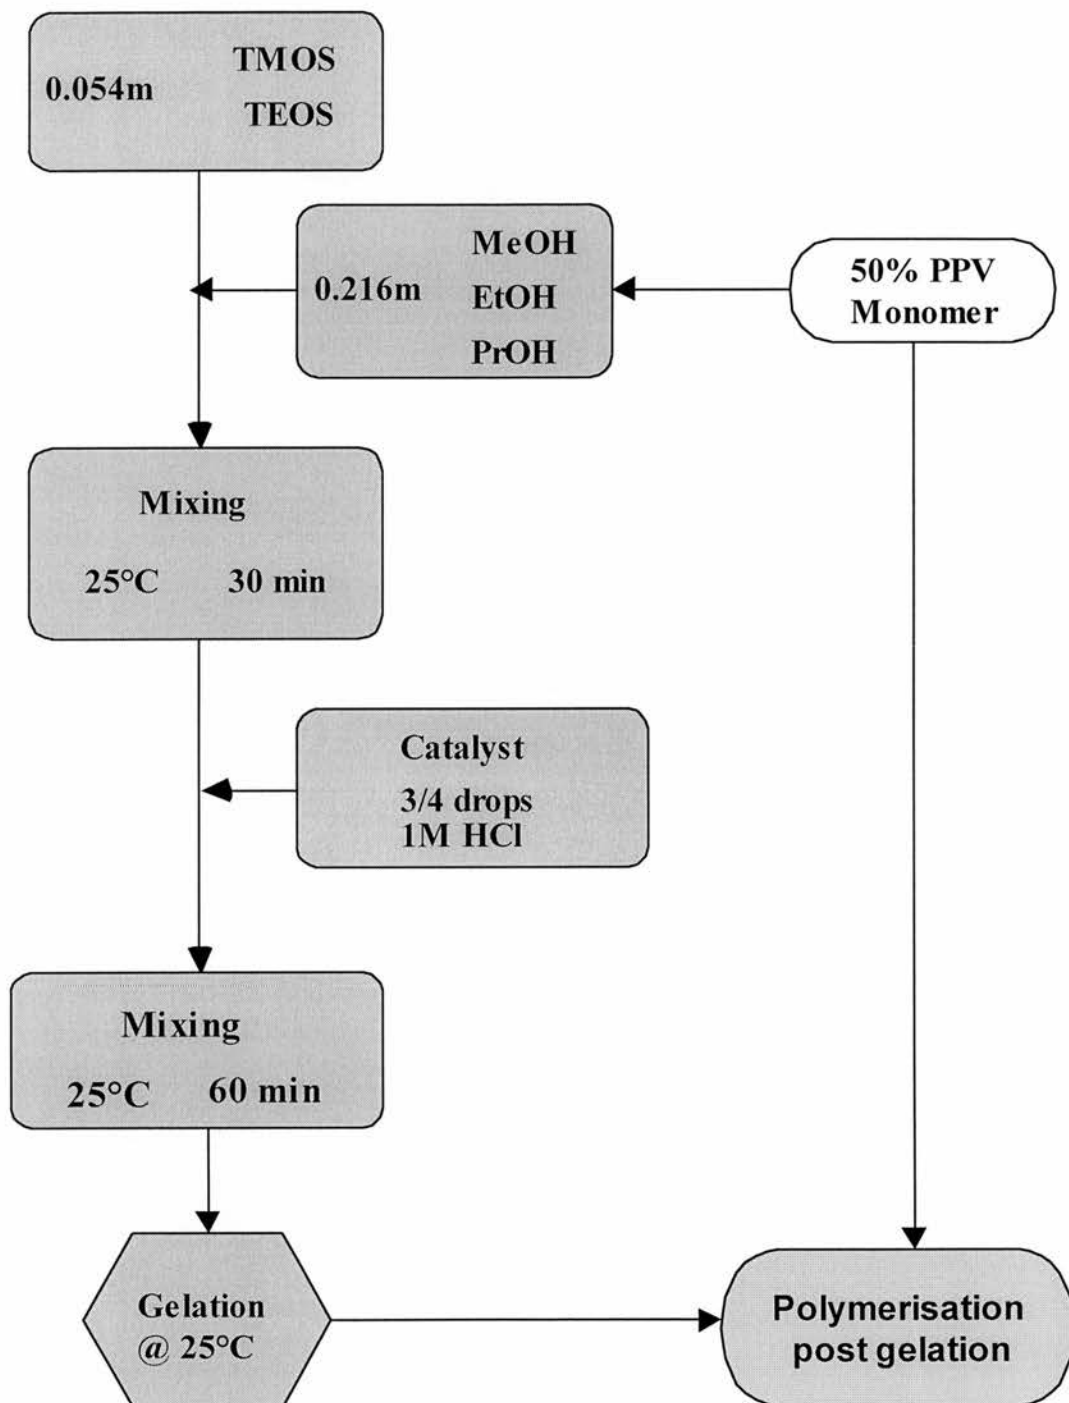 0.054m TMOS
TEOS
MeOH
0.216m EtOH
PrOH
50% PPV
Monomer
Mixing
25°C 30 min
Catalyst
3/4 drops
1M HCl
Mixing
25°C 60 min
Gelation
@ 25°C
Polymerisation
post gelation